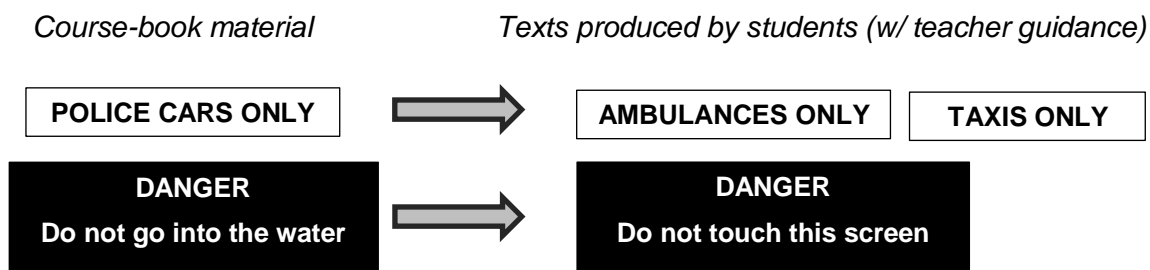 Course-book material
Texts produced by students (w/ teacher guidance)
POLICE CARS ONLY
AMBULANCES ONLY
TAXIS ONLY
DANGER
Do not go into the water
DANGER
Do not touch this screen